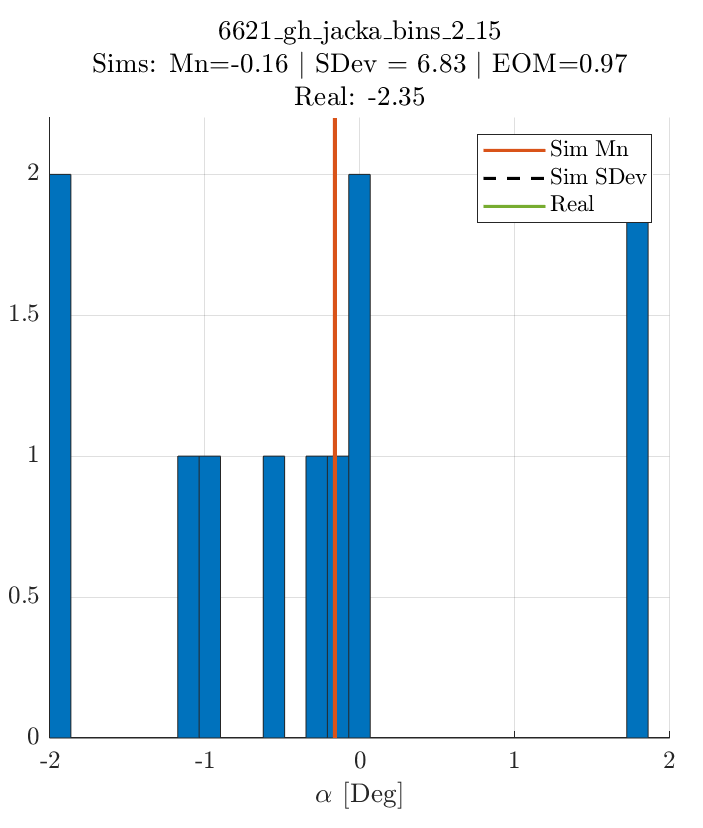 6621_gh_jacka_bins_2_15
Sims: Mn=-0.16 | SDev = 6.83 | EOM=0.97
Real: -2.35
Sim Mn
Sim SDev
Real
2
1.5
1
0.5
0
-2
-1
0
1
2
α [Deg]